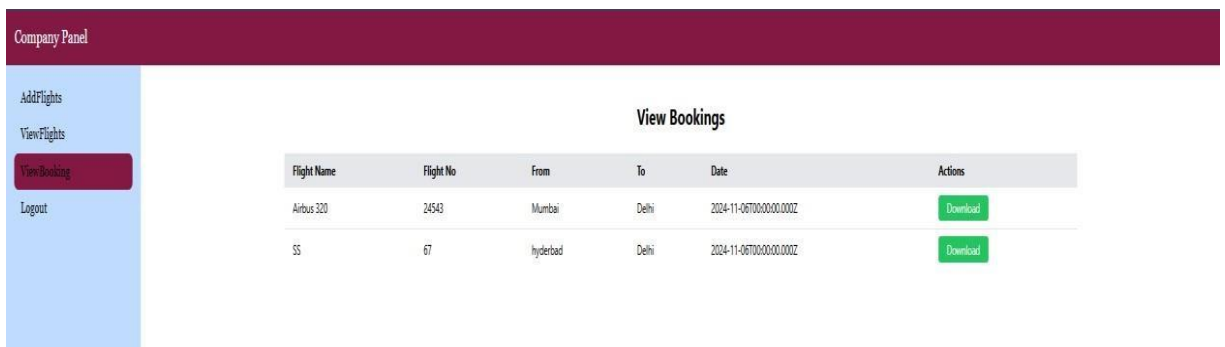 Company Panel
AddFlights
ViewFlights
ViewBooking
Logout
View Bookings
Flight Name Flight No From To Date Actions
Airbus 320 24543 Mumbai Delhi 2024-11-06T00:00:00.000Z Download
SS 67 hyderbad Delhi 2024-11-06T00:00:00.000Z Download